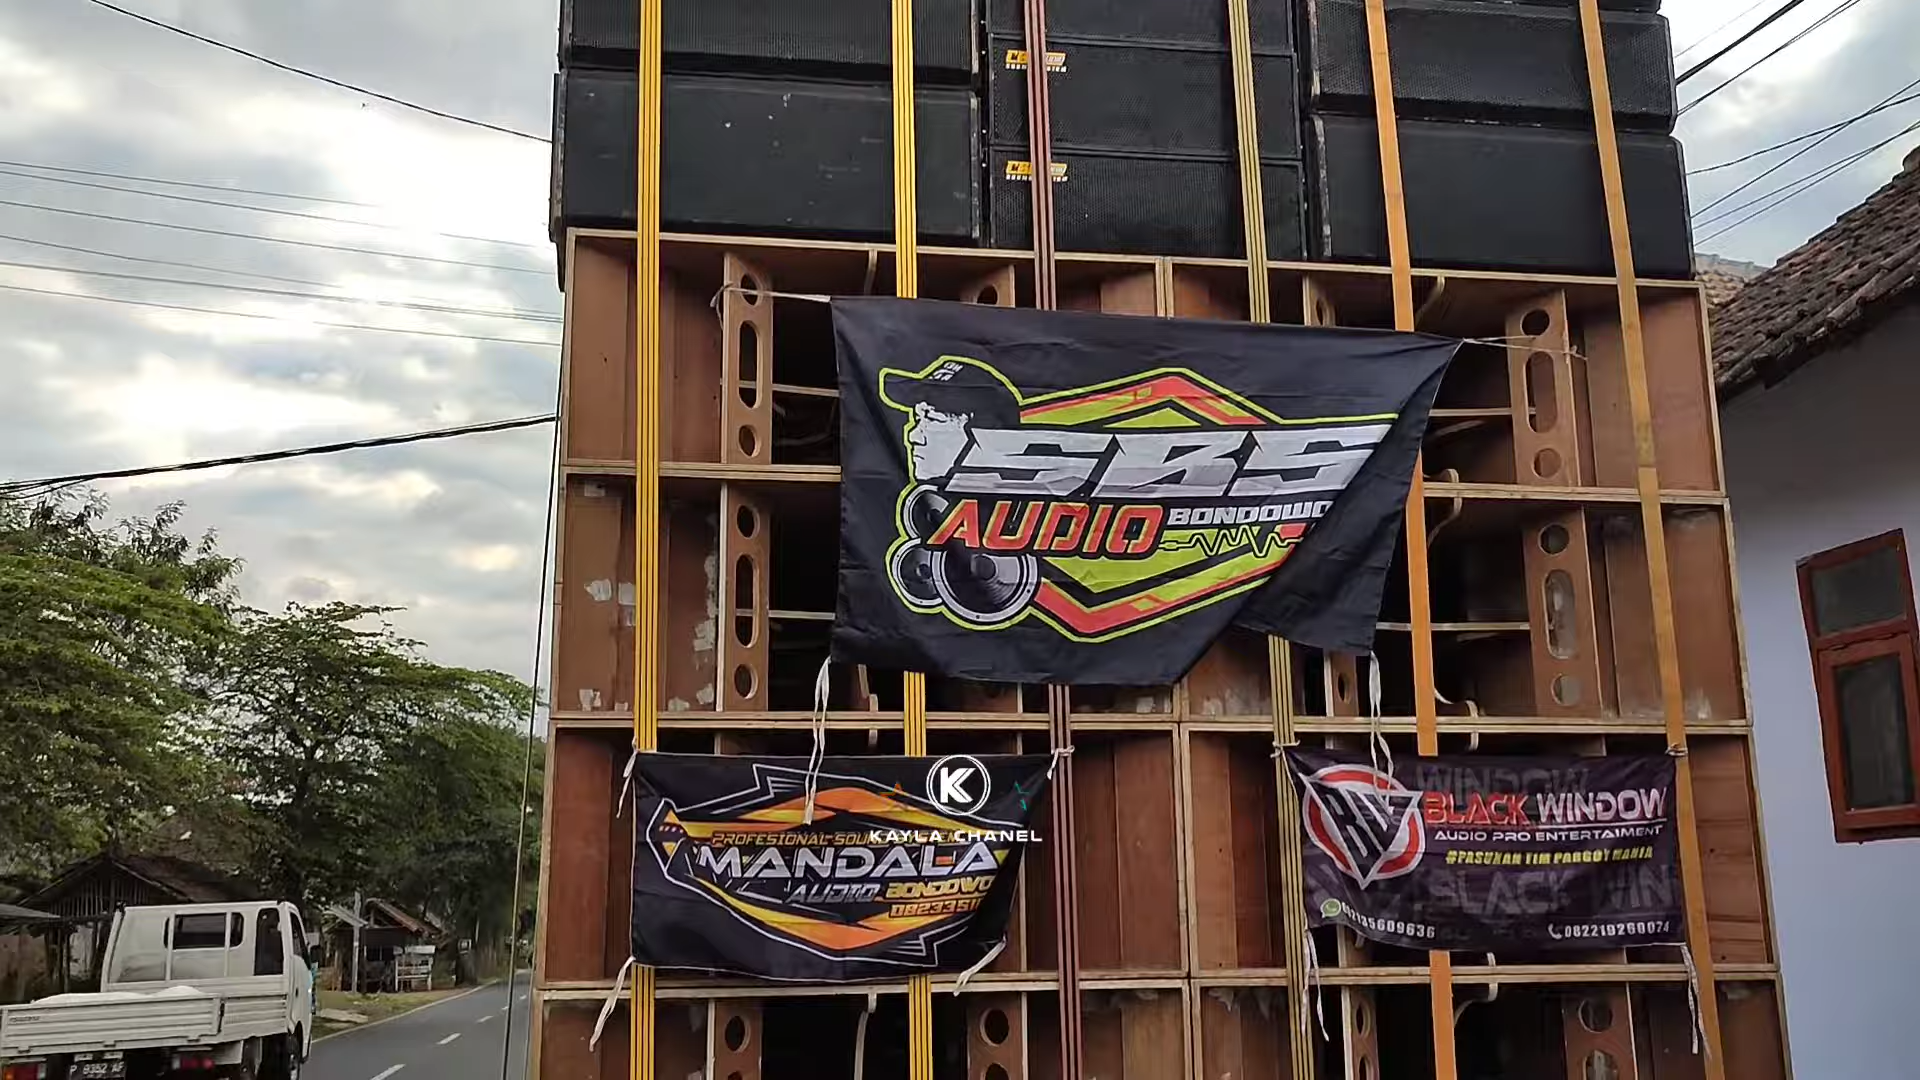 SBS
AUDIO BONDOWO
KAYLA CHANEL
PROFESIONAL SOUND
MANDALA
AUDIO BONDOWO
0823351
BLACK WINDOW
AUDIO PRO ENTERTAIMENT
#PASUKAN TIM PARGOY MANIA
082219260074
P 9352 AF